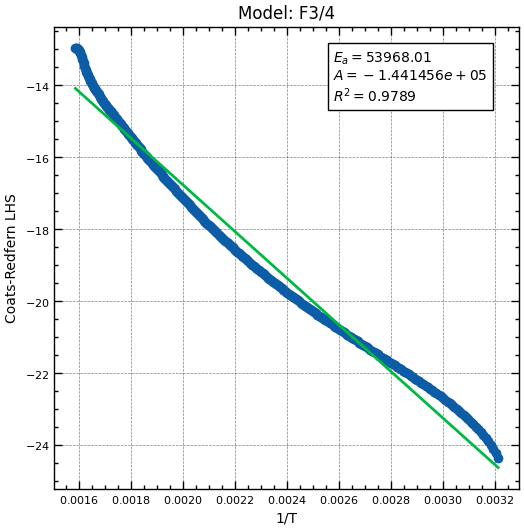 Model: F3/4
Eₐ = 53968.01
A = −1.441456e + 05
R² = 0.9789
Coats-Redfern LHS
−14
−16
−18
−20
−22
−24
0.0016 0.0018 0.0020 0.0022 0.0024 0.0026 0.0028 0.0030 0.0032
1/T